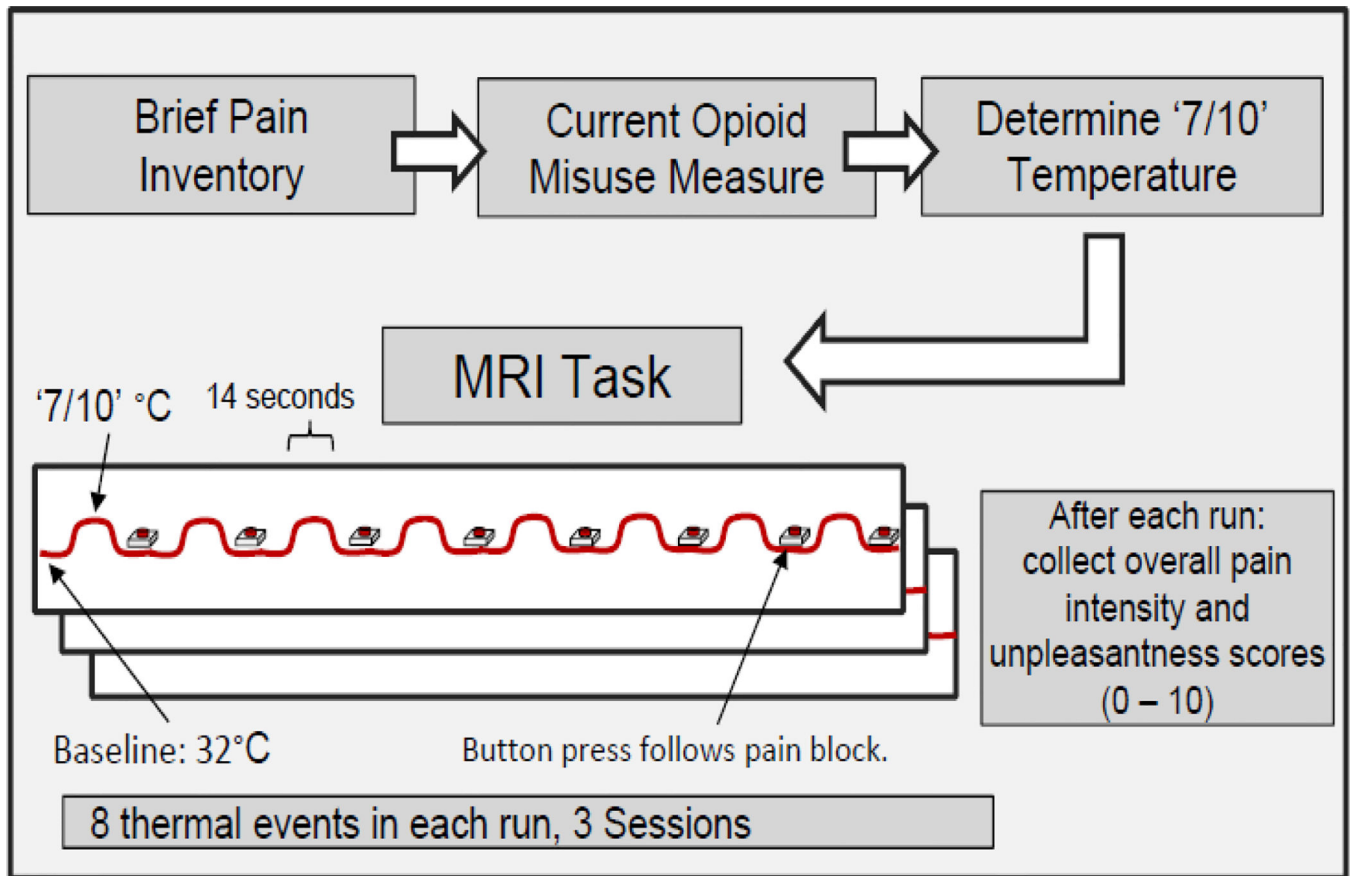 Brief Pain
Inventory
Current Opioid
Misuse Measure
Determine ‘7/10’
Temperature
MRI Task
‘7/10’ °C
14 seconds
After each run:
collect overall pain
intensity and
unpleasantness scores
(0 – 10)
Baseline: 32°C
Button press follows pain block.
8 thermal events in each run, 3 Sessions